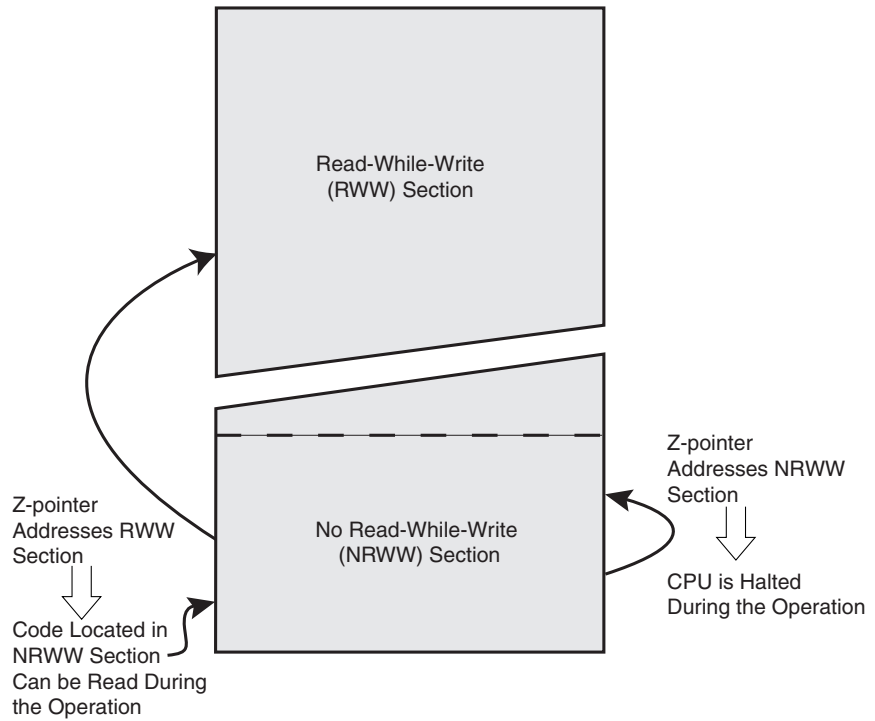 Read-While-Write
(RWW) Section
Z-pointer
Addresses RWW
Section
Code Located in
NRWW Section
Can be Read During
the Operation
No Read-While-Write
(NRWW) Section
Z-pointer
Addresses NRWW
Section
CPU is Halted
During the Operation